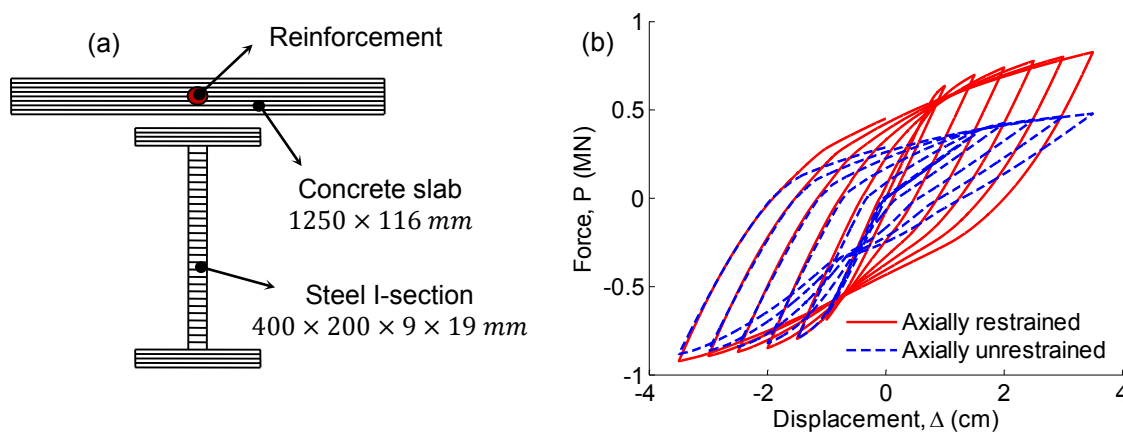 (a)
Reinforcement
Concrete slab
1250 × 116 mm
Steel I-section
400 × 200 × 9 × 19 mm
(b)
1
0.5
0
-0.5
-1
Force, P (MN)
Axially restrained
Axially unrestrained
-4 -2 0 2 4
Displacement, Δ (cm)